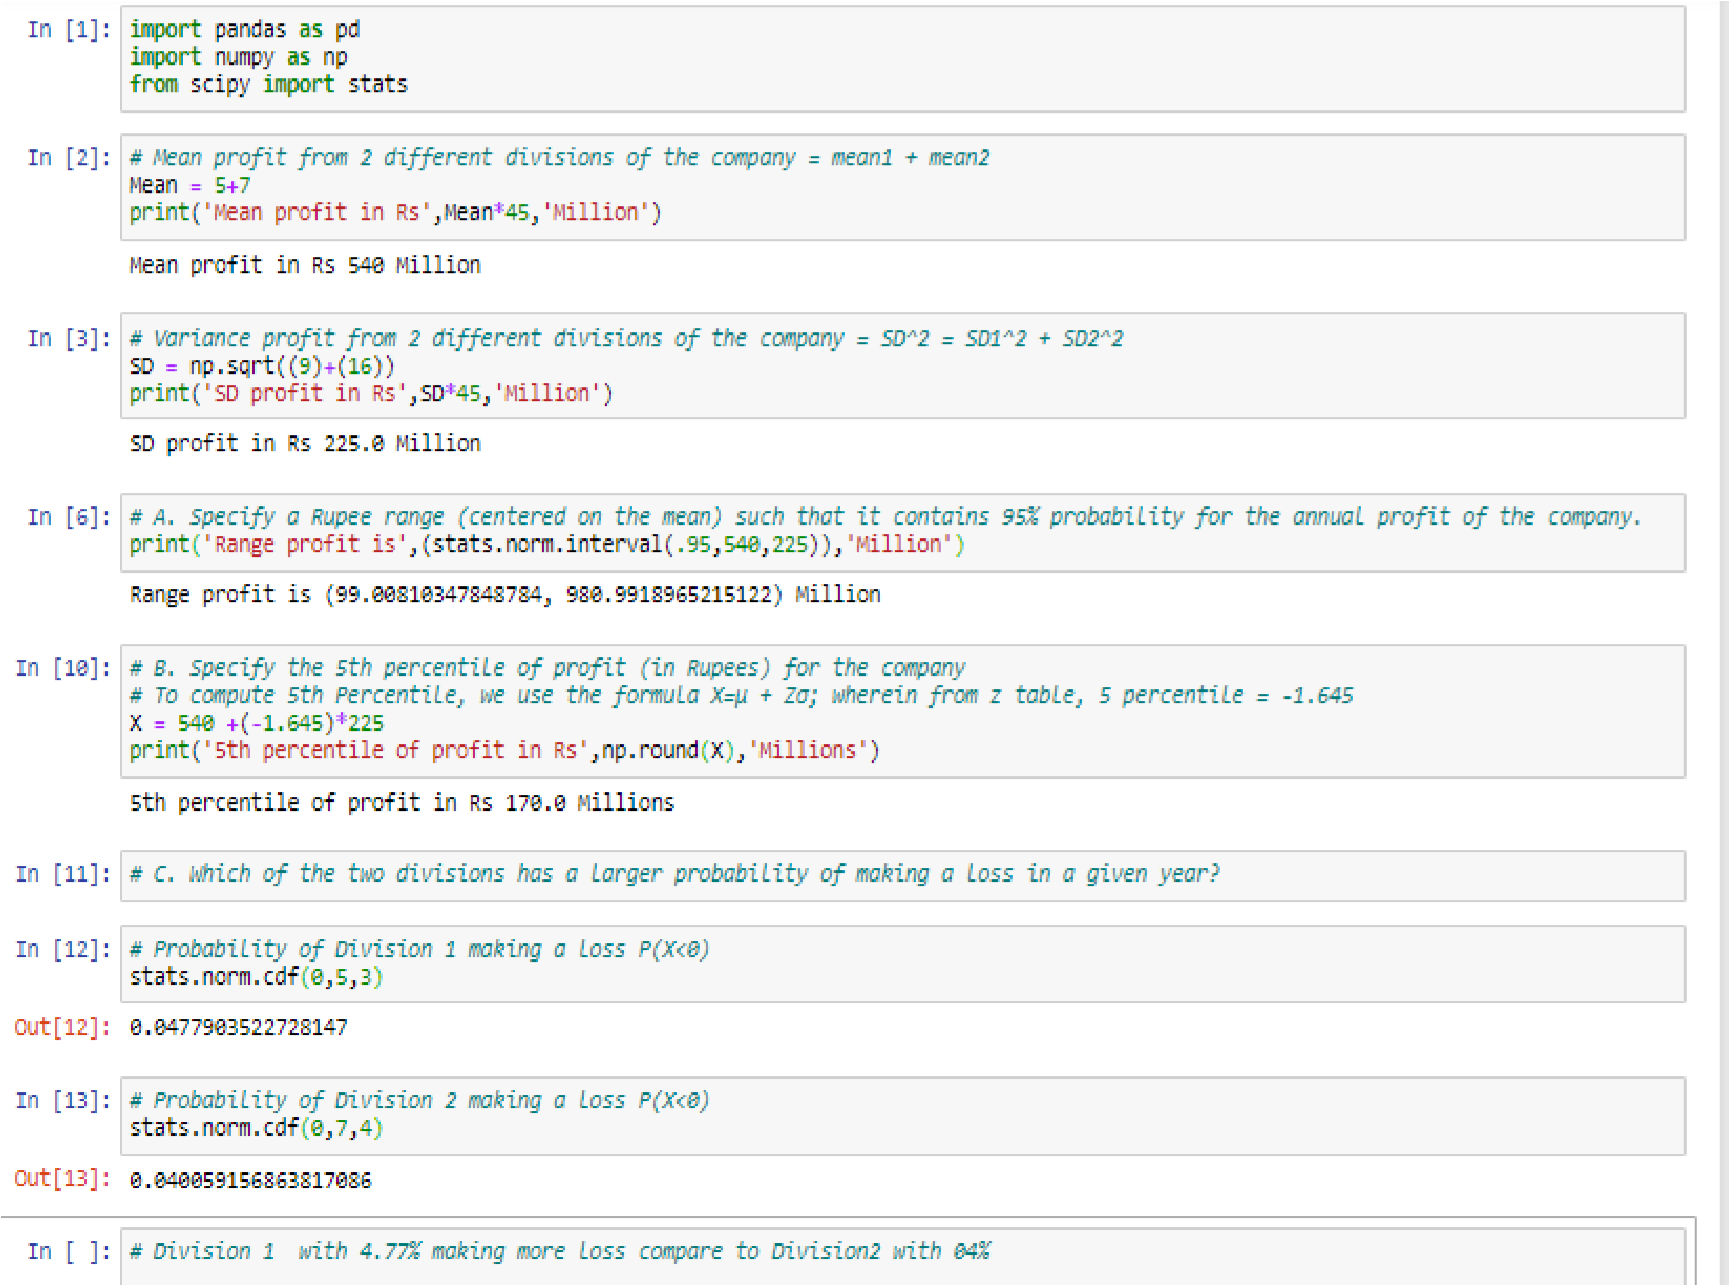 In [1]: import pandas as pd
import numpy as np
from scipy import stats
In [2]: # Mean profit from 2 different divisions of the company = mean1 + mean2
Mean = 5+7
print('Mean profit in Rs',Mean*45,'Million')
Mean profit in Rs 540 Million
In [3]: # Variance profit from 2 different divisions of the company = SD^2 = SD1^2 + SD2^2
SD = np.sqrt((9)+(16))
print('SD profit in Rs',SD*45,'Million')
SD profit in Rs 225.0 Million
In [6]: # A. Specify a Rupee range (centered on the mean) such that it contains 95% probability for the annual profit of the company.
print('Range profit is',(stats.norm.interval(.95,540,225)),'Million')
Range profit is (99.00810347848784, 980.9918965215122) Million
In [10]: # B. Specify the 5th percentile of profit (in Rupees) for the company
# To compute 5th Percentile, we use the formula X=μ + Zσ; wherein from z table, 5 percentile = -1.645
X = 540 +(-1.645)*225
print('5th percentile of profit in Rs',np.round(X),'Millions')
5th percentile of profit in Rs 170.0 Millions
In [11]: # C. Which of the two divisions has a larger probability of making a loss in a given year?
In [12]: # Probability of Division 1 making a loss P(X<0)
stats.norm.cdf(0,5,3)
Out[12]: 0.0477903522728147
In [13]: # Probability of Division 2 making a loss P(X<0)
stats.norm.cdf(0,7,4)
Out[13]: 0.040059156863817086
In [ ]: # Division 1  with 4.77% making more loss compare to Division2 with 04%